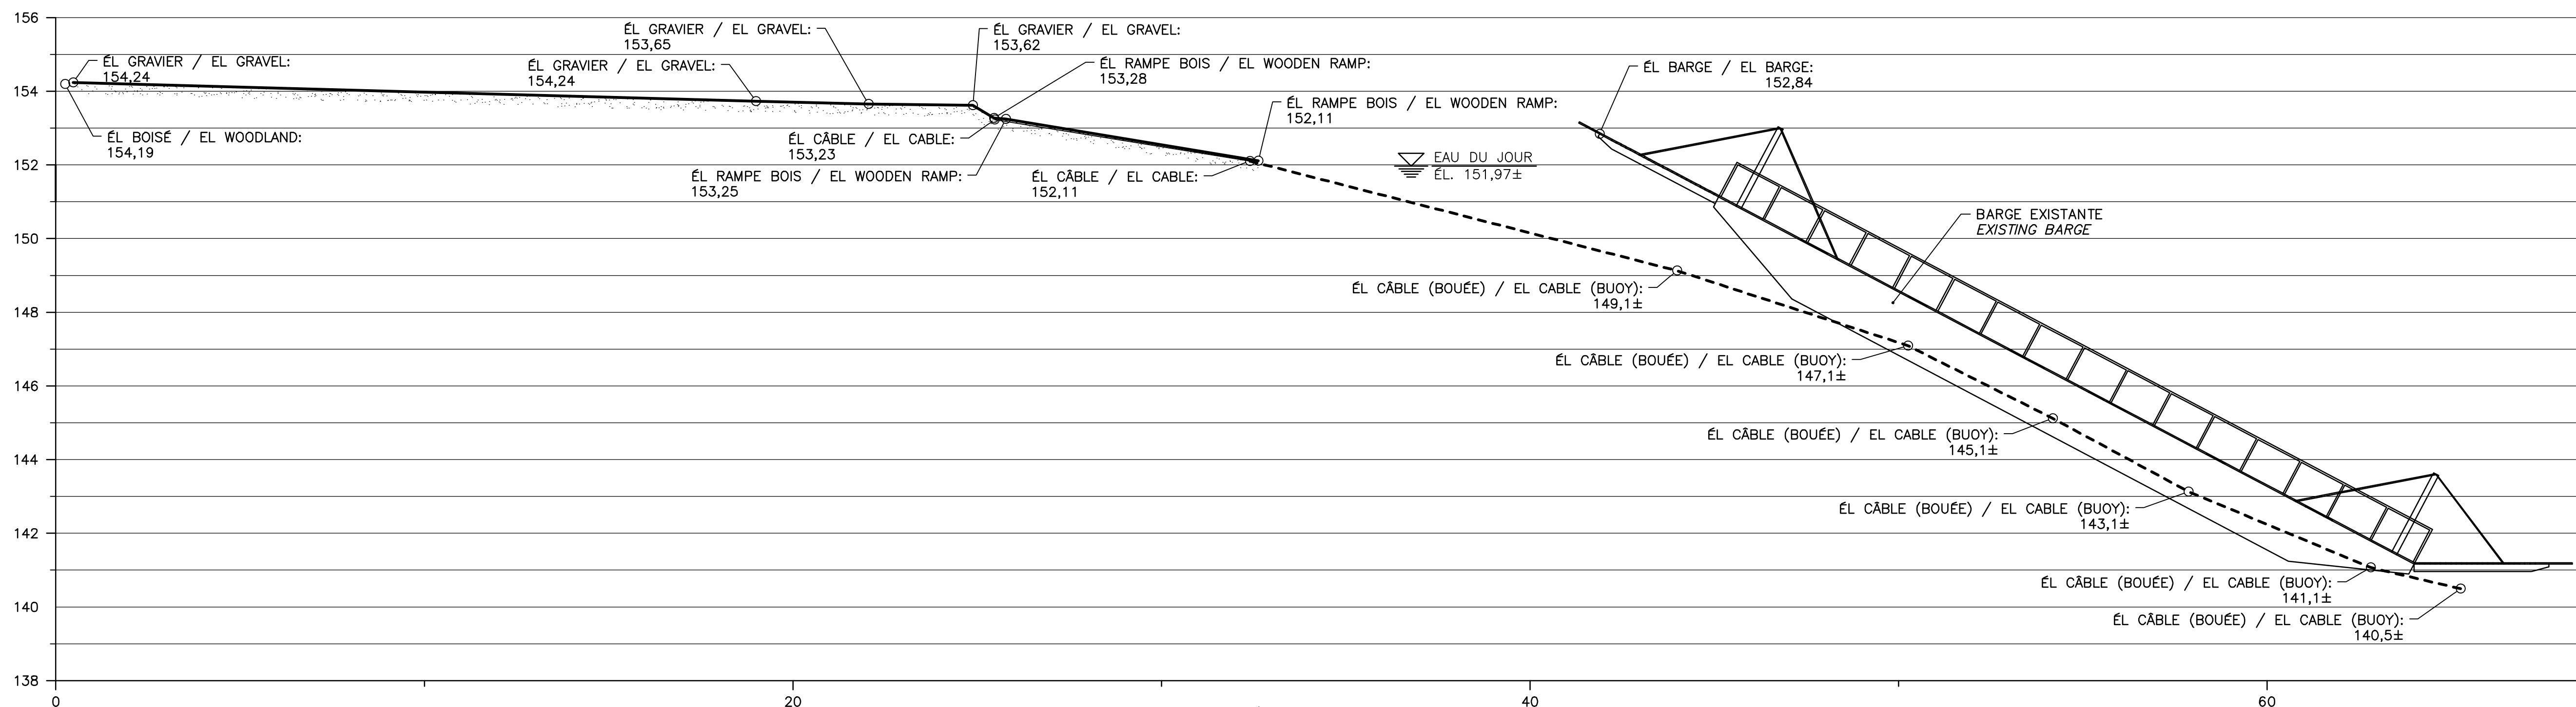 156
154
152
150
148
146
144
142
140
138
0
20
40
60
ÉL GRAVIER / EL GRAVEL:
154,24
ÉL BOISÉ / EL WOODLAND:
154,19
ÉL GRAVIER / EL GRAVEL:
154,24
ÉL GRAVIER / EL GRAVEL:
153,65
ÉL GRAVIER / EL GRAVEL:
153,62
ÉL RAMPE BOIS / EL WOODEN RAMP:
153,28
ÉL CÂBLE / EL CABLE:
153,23
ÉL RAMPE BOIS / EL WOODEN RAMP:
153,25
ÉL RAMPE BOIS / EL WOODEN RAMP:
152,11
ÉL CÂBLE / EL CABLE:
152,11
EAU DU JOUR
ÉL. 151,97±
ÉL BARGE / EL BARGE:
152,84
BARGE EXISTANTE
EXISTING BARGE
ÉL CÂBLE (BOUÉE) / EL CABLE (BUOY):
149,1±
ÉL CÂBLE (BOUÉE) / EL CABLE (BUOY):
147,1±
ÉL CÂBLE (BOUÉE) / EL CABLE (BUOY):
145,1±
ÉL CÂBLE (BOUÉE) / EL CABLE (BUOY):
143,1±
ÉL CÂBLE (BOUÉE) / EL CABLE (BUOY):
141,1±
ÉL CÂBLE (BOUÉE) / EL CABLE (BUOY):
140,5±